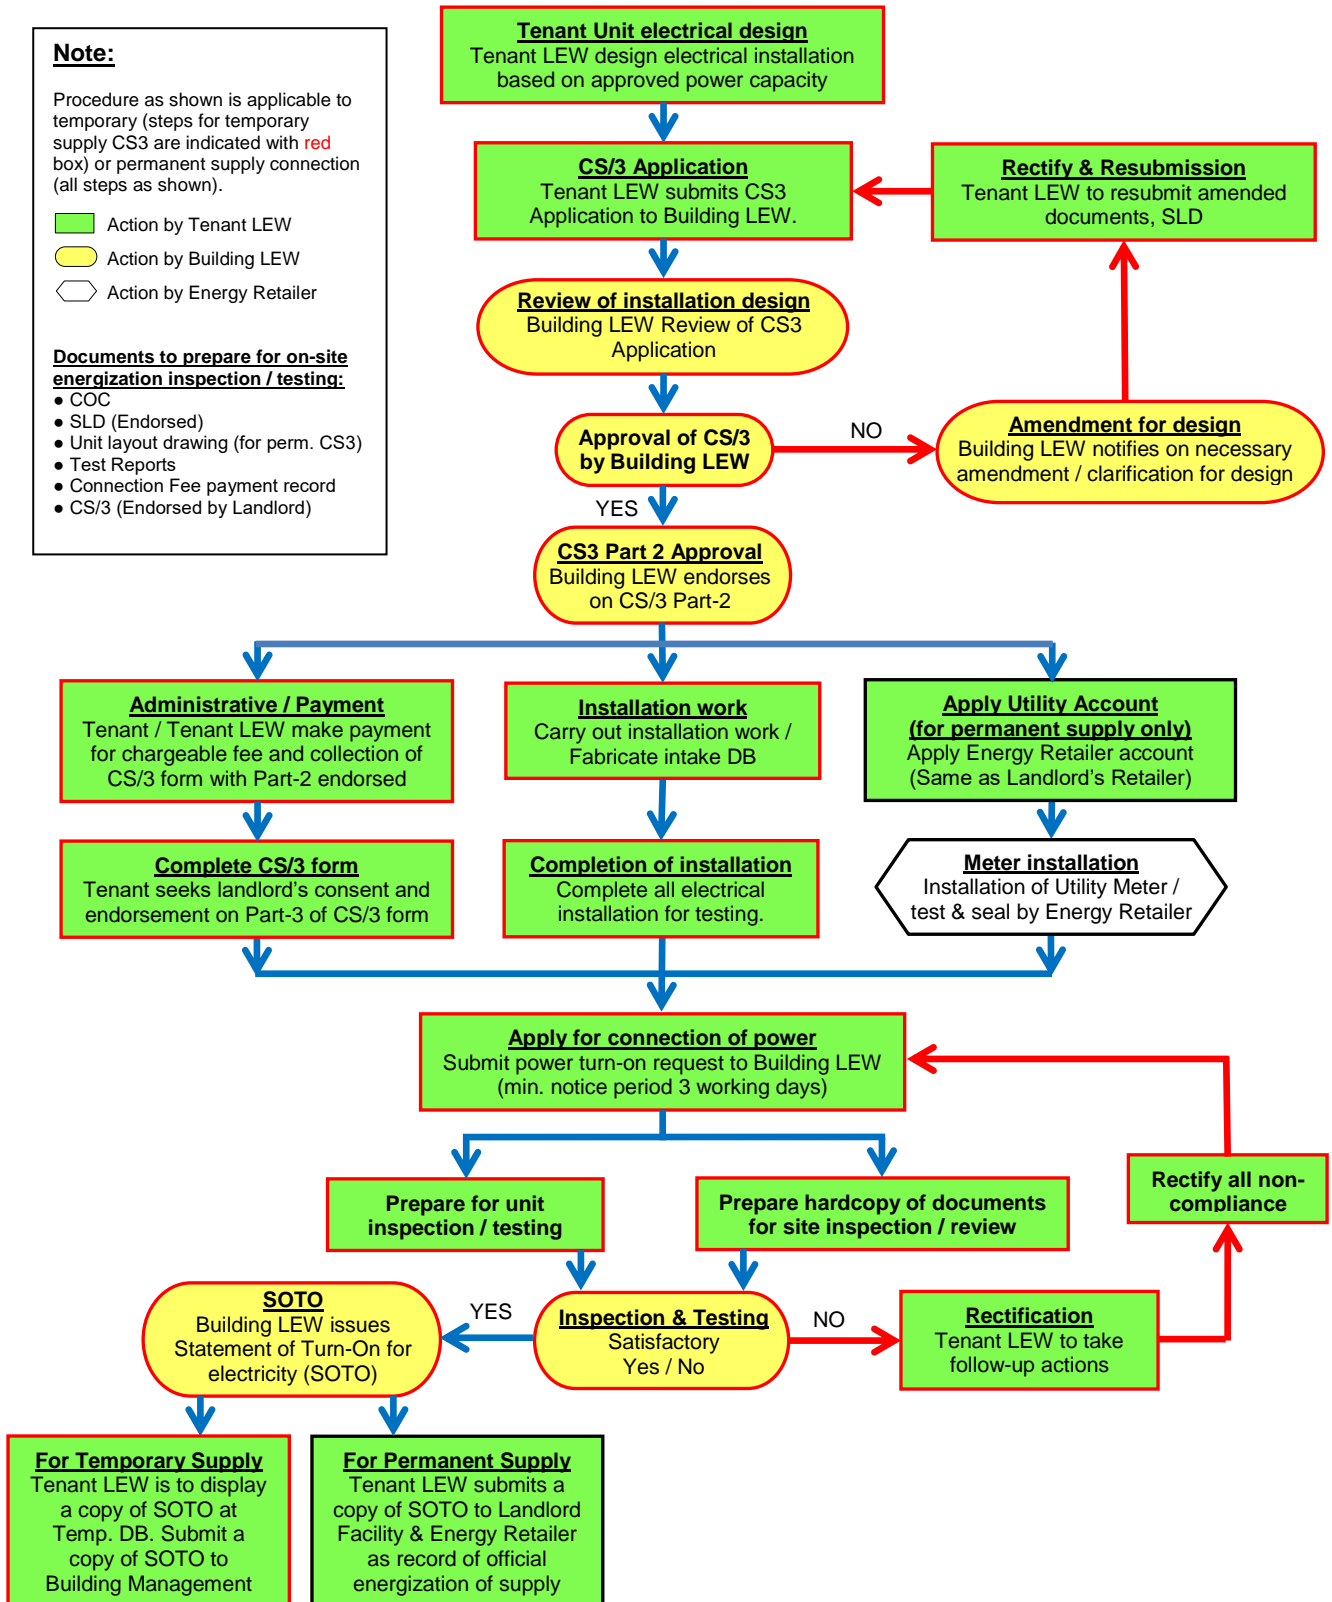 Note:
Procedure as shown is applicable to
temporary (steps for temporary
supply CS3 are indicated with red
box) or permanent supply connection
(all steps as shown).
Action by Tenant LEW
Action by Building LEW
Action by Energy Retailer
Documents to prepare for on-site
energization inspection / testing:
● COC
● SLD (Endorsed)
● Unit layout drawing (for perm. CS3)
● Test Reports
● Connection Fee payment record
● CS/3 (Endorsed by Landlord)
Tenant Unit electrical design
Tenant LEW design electrical installation
based on approved power capacity
CS/3 Application
Tenant LEW submits CS3
Application to Building LEW.
Rectify & Resubmission
Tenant LEW to resubmit amended
documents, SLD
Review of installation design
Building LEW Review of CS3
Application
Approval of CS/3
by Building LEW
NO
Amendment for design
Building LEW notifies on necessary
amendment / clarification for design
YES
CS3 Part 2 Approval
Building LEW endorses
on CS/3 Part-2
Administrative / Payment
Tenant / Tenant LEW make payment
for chargeable fee and collection of
CS/3 form with Part-2 endorsed
Installation work
Carry out installation work /
Fabricate intake DB
Apply Utility Account
(for permanent supply only)
Apply Energy Retailer account
(Same as Landlord's Retailer)
Complete CS/3 form
Tenant seeks landlord's consent and
endorsement on Part-3 of CS/3 form
Completion of installation
Complete all electrical
installation for testing.
Meter installation
Installation of Utility Meter /
test & seal by Energy Retailer
Apply for connection of power
Submit power turn-on request to Building LEW
(min. notice period 3 working days)
Prepare for unit
inspection / testing
Prepare hardcopy of documents
for site inspection / review
Rectify all non-
compliance
SOTO
Building LEW issues
Statement of Turn-On for
electricity (SOTO)
YES
Inspection & Testing
Satisfactory
Yes / No
NO
Rectification
Tenant LEW to take
follow-up actions
For Temporary Supply
Tenant LEW is to display
a copy of SOTO at
Temp. DB. Submit a
copy of SOTO to
Building Management
For Permanent Supply
Tenant LEW submits a
copy of SOTO to Landlord
Facility & Energy Retailer
as record of official
energization of supply